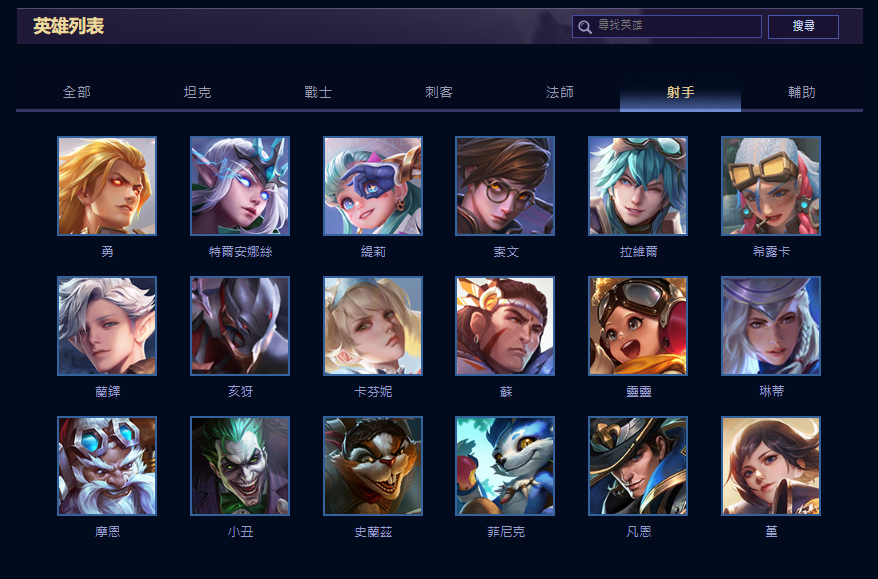 英雄列表
尋找英雄
搜尋
全部 坦克 戰士 刺客 法師 射手 輔助
勇 特爾安娜絲 緹莉 索文 拉維爾 希露卡
蘭鐸 亥犽 卡芬妮 蘇 靈靈 琳蒂
摩恩 小丑 史蘭茲 菲尼克 凡恩 堇